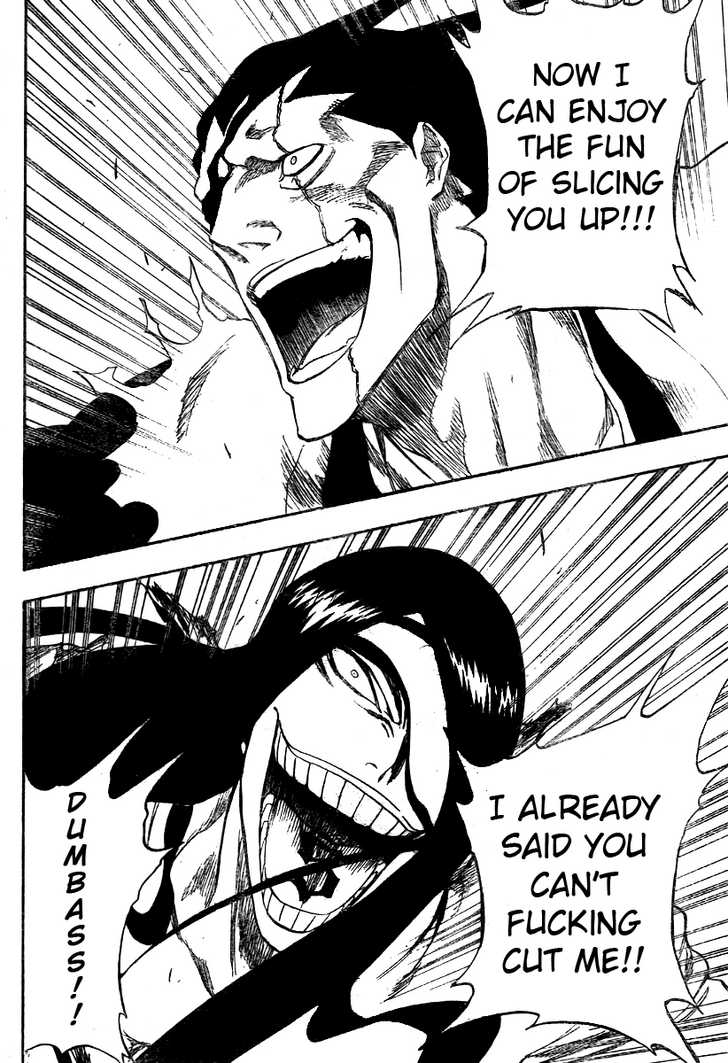 NOW I
CAN ENJOY
THE FUN
OF SLICING
YOU UP!!!
I ALREADY
SAID YOU
CAN'T
FUCKING
CUT ME!!
DUMBASS!!